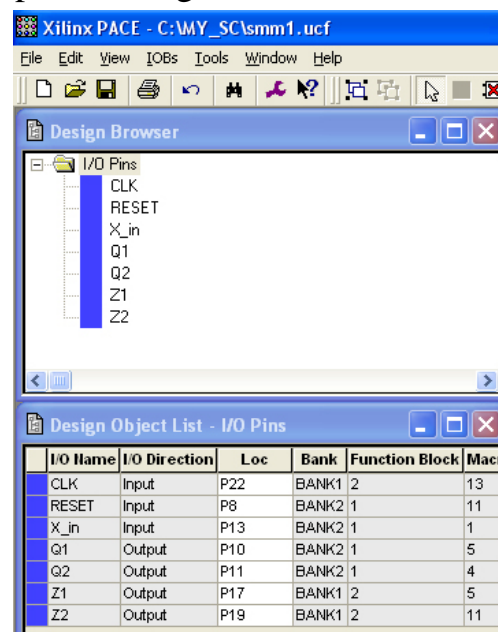 Xilinx PACE - C:\MY_SC\smm1.ucf
File Edit View IOBs Tools Window Help
Design Browser
I/O Pins
CLK
RESET
X_in
Q1
Q2
Z1
Z2
Design Object List - I/O Pins
I/O Name I/O Direction Loc Bank Function Block Mac
CLK Input P22 BANK1 2 13
RESET Input P8 BANK2 1 11
X_in Input P13 BANK2 1 1
Q1 Output P10 BANK2 1 5
Q2 Output P11 BANK2 1 4
Z1 Output P17 BANK1 2 5
Z2 Output P19 BANK1 2 11